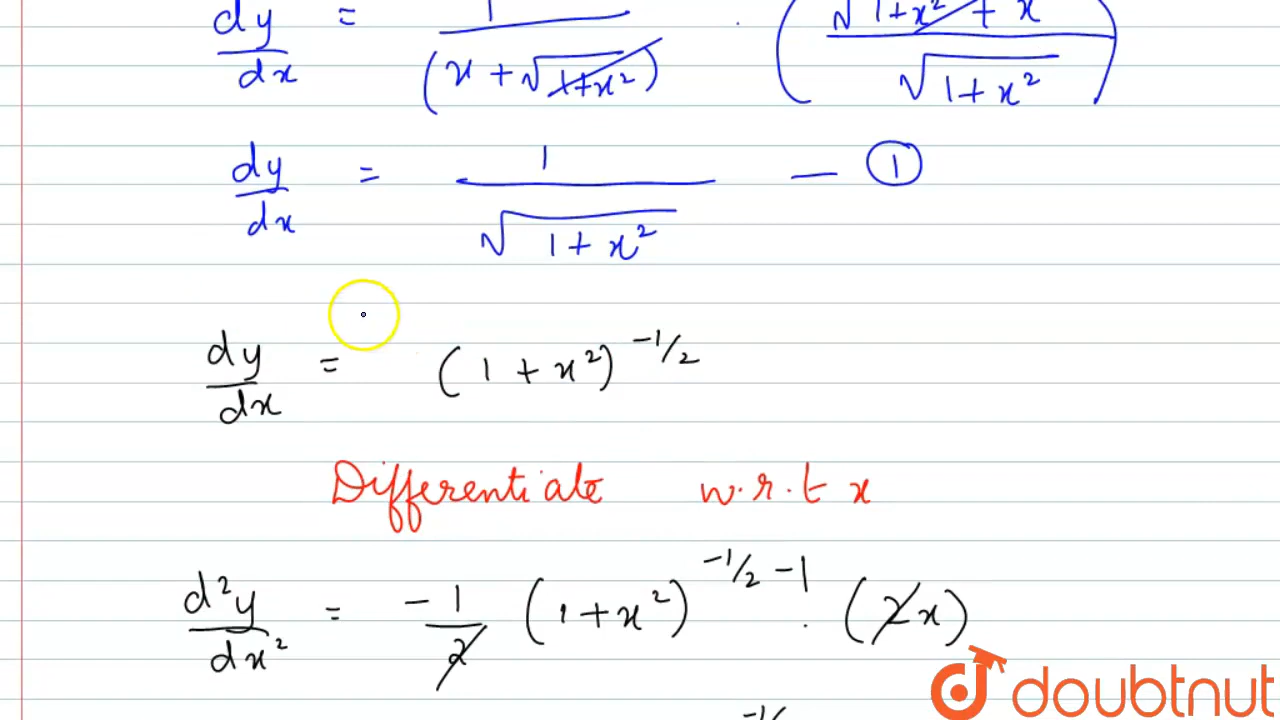 dy/dx = 1/(x + √(1+x²)) · (√(1+x²) + x)/√(1+x²)
dy/dx = 1/√(1+x²) — ①
dy/dx = (1+x²)^(-1/2)
Differentiate w.r.t x
d²y/dx² = -1/2 (1+x²)^(-1/2 -1) . (2x)
-1/
doubtnut